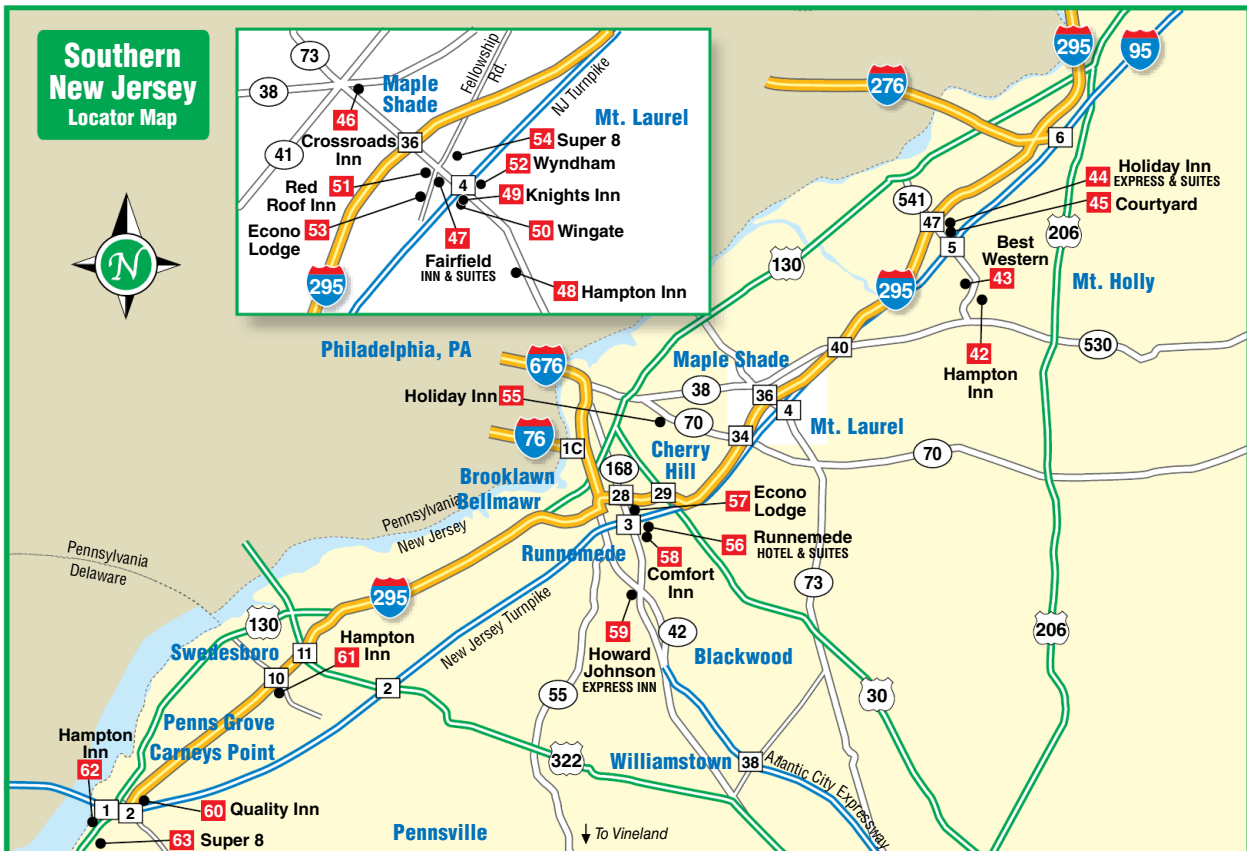 Southern
New Jersey
Locator Map
N
73
38
41
Maple
Shade
Fellowship
Rd.
NJ Turnpike
Mt. Laurel
46
Crossroads
Inn
36
54 Super 8
52 Wyndham
4
49 Knights Inn
50 Wingate
51
Red
Roof Inn
Econo
Lodge
53
47
Fairfield
INN & SUITES
295
48 Hampton Inn
295
95
276
6
44 Holiday Inn
EXPRESS & SUITES
45 Courtyard
541
47
5
206
130
Best
Western
43
Mt. Holly
295
Philadelphia, PA
676
Maple Shade
40
530
42
Hampton
Inn
Holiday Inn 55
38
36
4
70
34
Mt. Laurel
76
1C
Cherry
Hill
70
168
Brooklawn
Bellmawr
28
29
57 Econo
Lodge
Pennsylvania
New Jersey
3
Runnemede
56 Runnemede
HOTEL & SUITES
58
Comfort
Inn
Pennsylvania
Delaware
73
295
New Jersey Turnpike
130
59
Howard
Johnson
EXPRESS INN
42
206
Swedesboro
11
Hampton
Inn
61
Blackwood
10
2
55
30
Penns Grove
Carneys Point
Hampton
Inn
62
322
Williamstown
38
Atlantic City Expressway
1
2
60 Quality Inn
63 Super 8
Pennsville
To Vineland